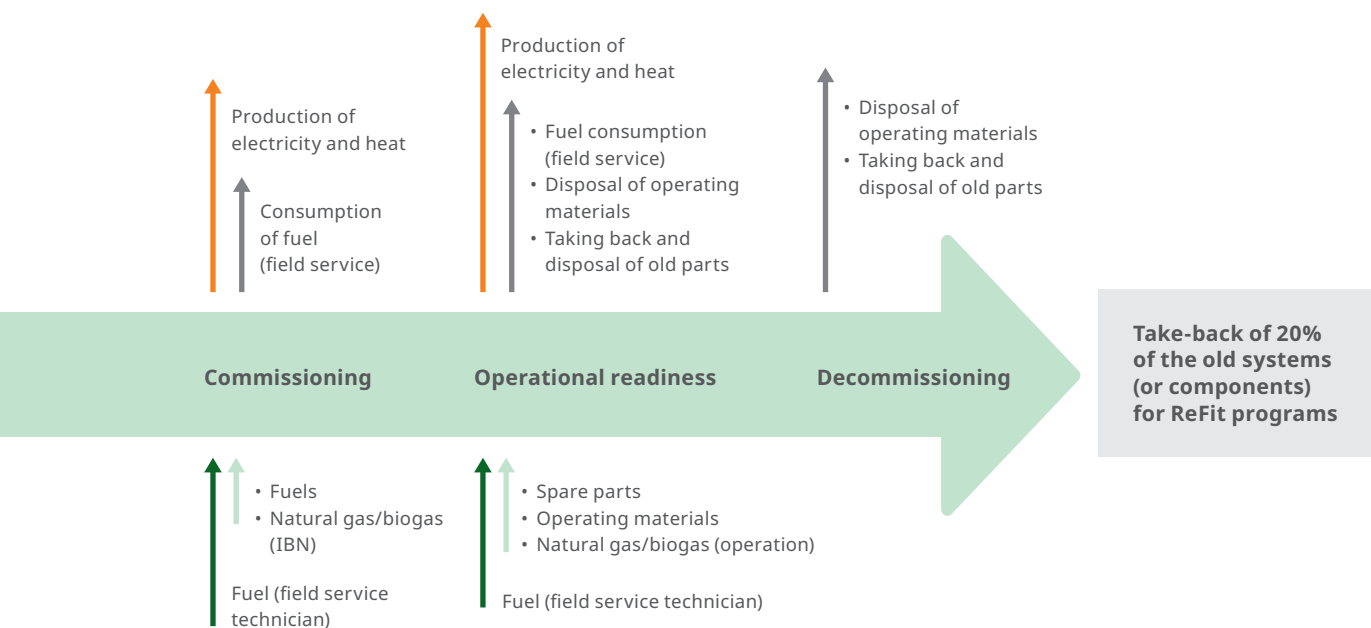 Production of
electricity and heat
Consumption
of fuel
(field service)
Production of
electricity and heat
• Fuel consumption
(field service)
• Disposal of operating
materials
• Taking back and
disposal of old parts
• Disposal of
operating materials
• Taking back and
disposal of old parts
Commissioning
Operational readiness
Decommissioning
Take-back of 20%
of the old systems
(or components)
for ReFit programs
• Fuels
• Natural gas/biogas
(IBN)
Fuel (field service
technician)
• Spare parts
• Operating materials
• Natural gas/biogas (operation)
Fuel (field service technician)